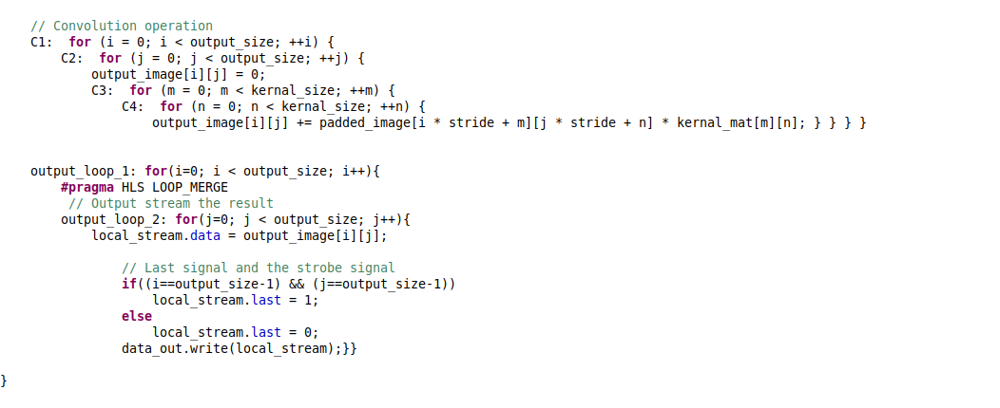 // Convolution operation
C1:  for (i = 0; i < output_size; ++i) {
C2:  for (j = 0; j < output_size; ++j) {
output_image[i][j] = 0;
C3:  for (m = 0; m < kernal_size; ++m) {
C4:  for (n = 0; n < kernal_size; ++n) {
output_image[i][j] += padded_image[i * stride + m][j * stride + n] * kernal_mat[m][n]; } } } }
output_loop_1: for(i=0; i < output_size; i++){
#pragma HLS LOOP_MERGE
// Output stream the result
output_loop_2: for(j=0; j < output_size; j++){
local_stream.data = output_image[i][j];
// Last signal and the strobe signal
if((i==output_size-1) && (j==output_size-1))
local_stream.last = 1;
else
local_stream.last = 0;
data_out.write(local_stream);}}
}